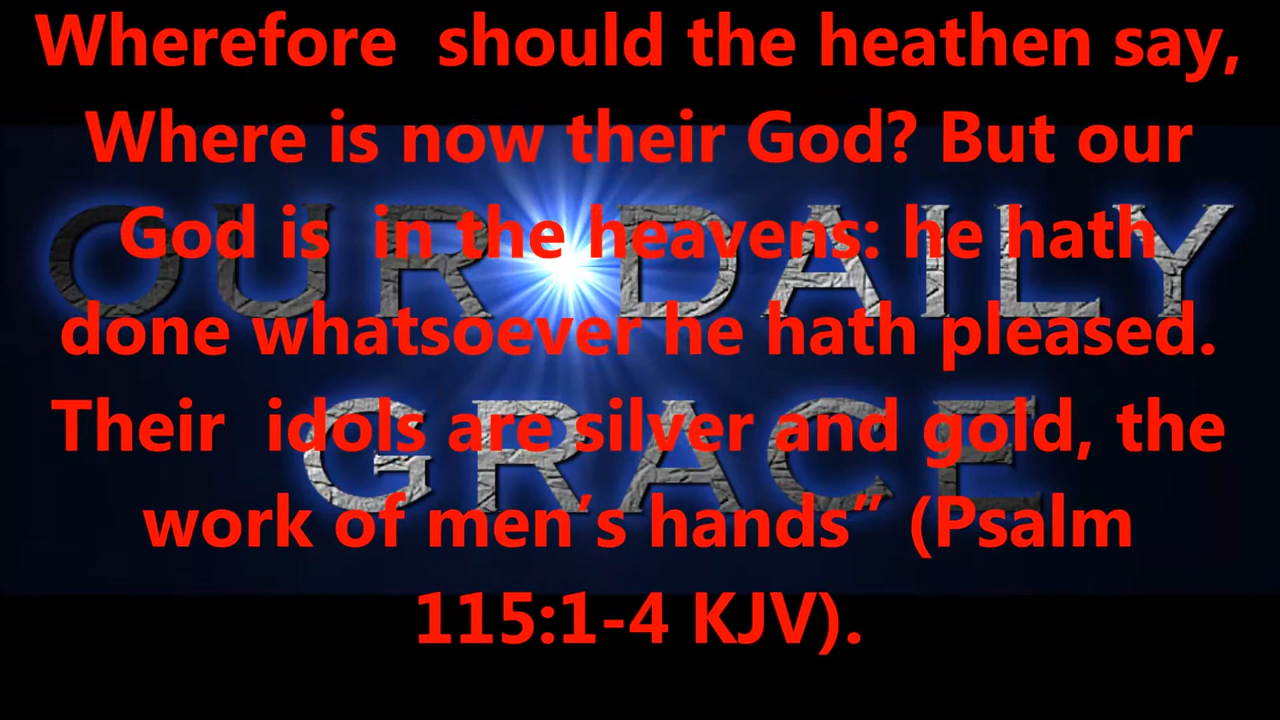 Wherefore should the heathen say,
Where is now their God? But our
God is in the heavens: he hath
done whatsoever he hath pleased.
Their idols are silver and gold, the
work of men’s hands” (Psalm
115:1-4 KJV).
OUR DAILY
GRACE